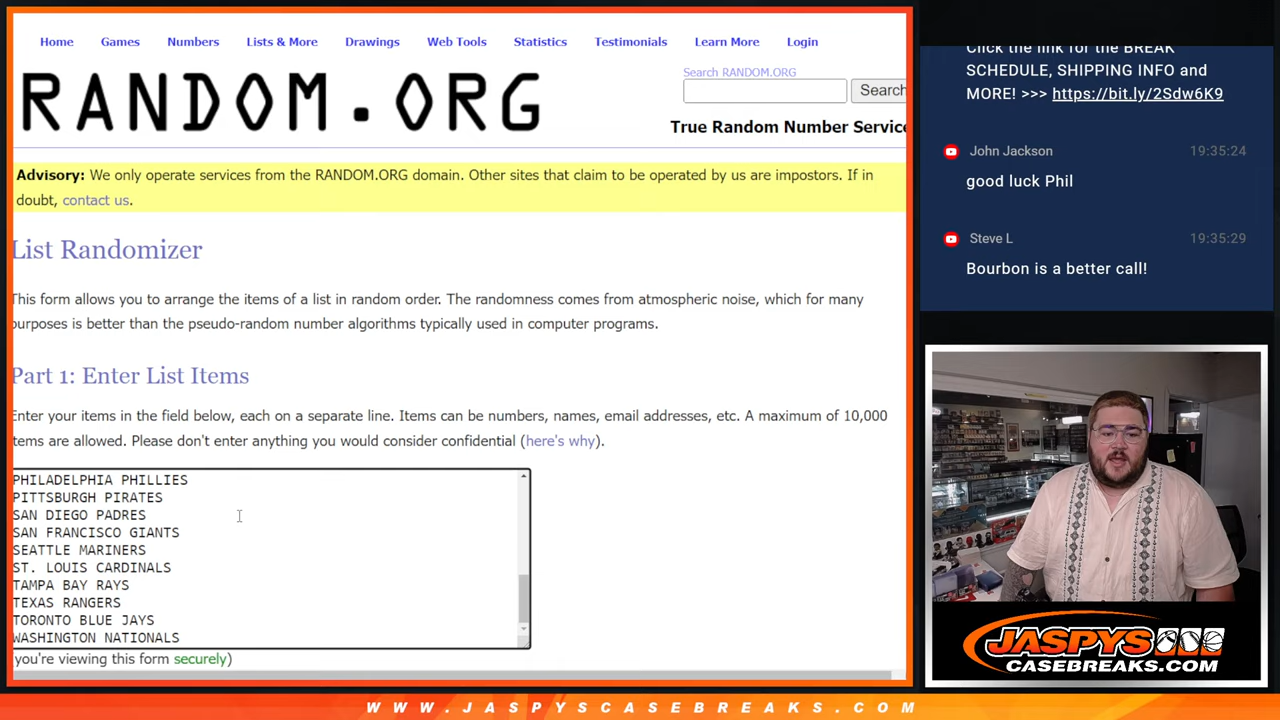 Home Games Numbers Lists & More Drawings Web Tools Statistics Testimonials Learn More Login
RANDOM.ORG
Search RANDOM.ORG
Search
True Random Number Service
Advisory: We only operate services from the RANDOM.ORG domain. Other sites that claim to be operated by us are impostors. If in
doubt, contact us.
List Randomizer
This form allows you to arrange the items of a list in random order. The randomness comes from atmospheric noise, which for many
purposes is better than the pseudo-random number algorithms typically used in computer programs.
Part 1: Enter List Items
Enter your items in the field below, each on a separate line. Items can be numbers, names, email addresses, etc. A maximum of 10,000
items are allowed. Please don't enter anything you would consider confidential (here's why).
PHILADELPHIA PHILLIES
PITTSBURGH PIRATES
SAN DIEGO PADRES
SAN FRANCISCO GIANTS
SEATTLE MARINERS
ST. LOUIS CARDINALS
TAMPA BAY RAYS
TEXAS RANGERS
TORONTO BLUE JAYS
WASHINGTON NATIONALS
(you're viewing this form securely)
Click the link for the BREAK
SCHEDULE, SHIPPING INFO and
MORE! >>> https://bit.ly/2Sdw6K9
John Jackson 19:35:24
good luck Phil
Steve L 19:35:29
Bourbon is a better call!
JASPYS
CASEBREAKS.COM
WWW.JASPYSCASEBREAKS.COM